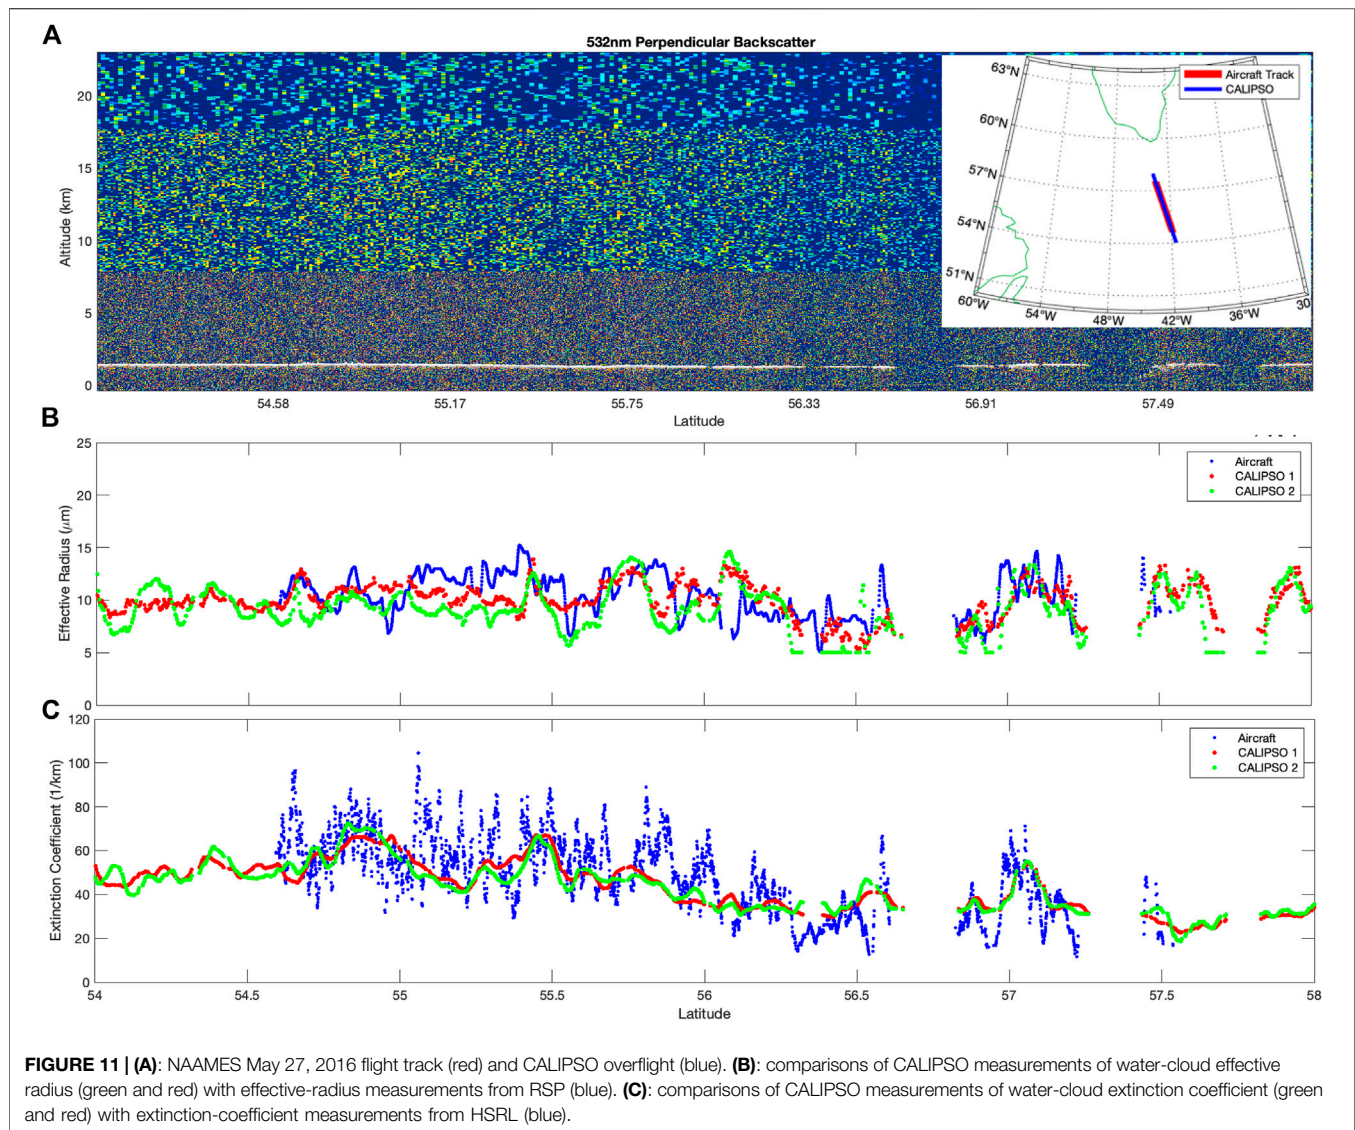 A
532nm Perpendicular Backscatter
Altitude (km)
20
15
10
5
0
54.58 55.17 55.75 56.33 56.91 57.49
Latitude
63°N
60°N
57°N
54°N
51°N
60°W 54°W 48°W 42°W 36°W 30
Aircraft Track
CALIPSO
B
Effective Radius (μm)
25
20
15
10
5
0
Aircraft
CALIPSO 1
CALIPSO 2
C
Extinction Coefficient (1/km)
120
100
80
60
40
20
0
Aircraft
CALIPSO 1
CALIPSO 2
54 54.5 55 55.5 56 56.5 57 57.5 58
Latitude
FIGURE 11 | (A): NAAMES May 27, 2016 flight track (red) and CALIPSO overflight (blue). (B): comparisons of CALIPSO measurements of water-cloud effective
radius (green and red) with effective-radius measurements from RSP (blue). (C): comparisons of CALIPSO measurements of water-cloud extinction coefficient (green
and red) with extinction-coefficient measurements from HSRL (blue).